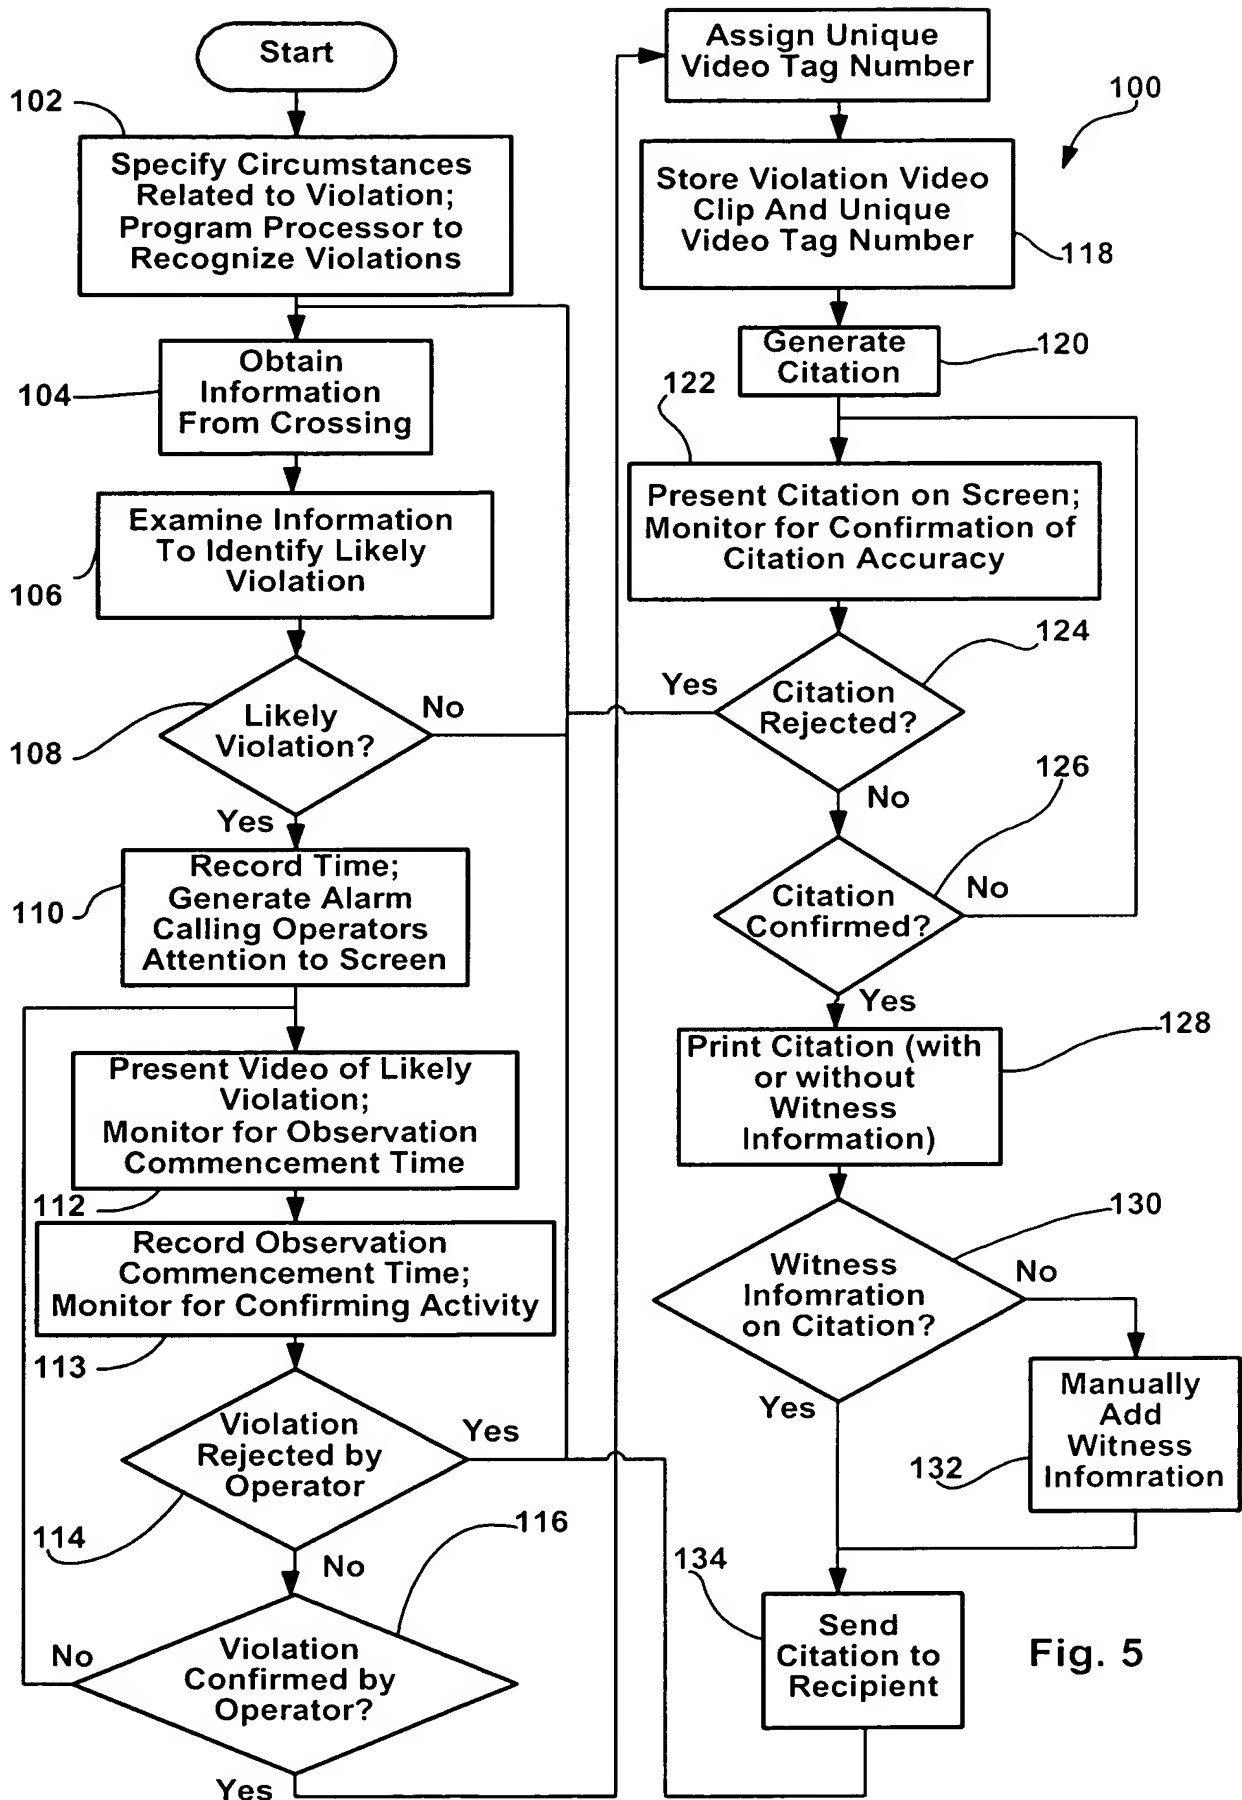 Start
102
Specify Circumstances
Related to Violation;
Program Processor to
Recognize Violations
104
Obtain
Information
From Crossing
106
Examine Information
To Identify Likely
Violation
108
Likely
Violation?
No
Yes
110
Record Time;
Generate Alarm
Calling Operators
Attention to Screen
Present Video of Likely
Violation;
Monitor for Observation
Commencement Time
112
Record Observation
Commencement Time;
Monitor for Confirming Activity
113
Violation
Rejected by
Operator
Yes
114
No
116
Violation
Confirmed by
Operator?
No
Yes
Assign Unique
Video Tag Number
100
Store Violation Video
Clip And Unique
Video Tag Number
118
Generate
Citation
120
122
Present Citation on Screen;
Monitor for Confirmation of
Citation Accuracy
124
Citation
Rejected?
Yes
No
126
Citation
Confirmed?
No
Yes
128
Print Citation (with
or without
Witness
Information)
130
Witness
Infomration
on Citation?
No
Yes
Manually
Add
Witness
Infomration
132
134
Send
Citation to
Recipient
Fig. 5